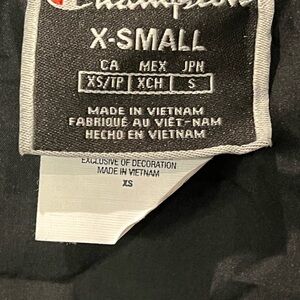 Champion
X-SMALL
CA MEX JPN
XS/TP XCH S
MADE IN VIETNAM
FABRIQUÉ AU VIÊT-NAM
HECHO EN VIETNAM
EXCLUSIVE OF DECORATION
MADE IN VIETNAM
XS